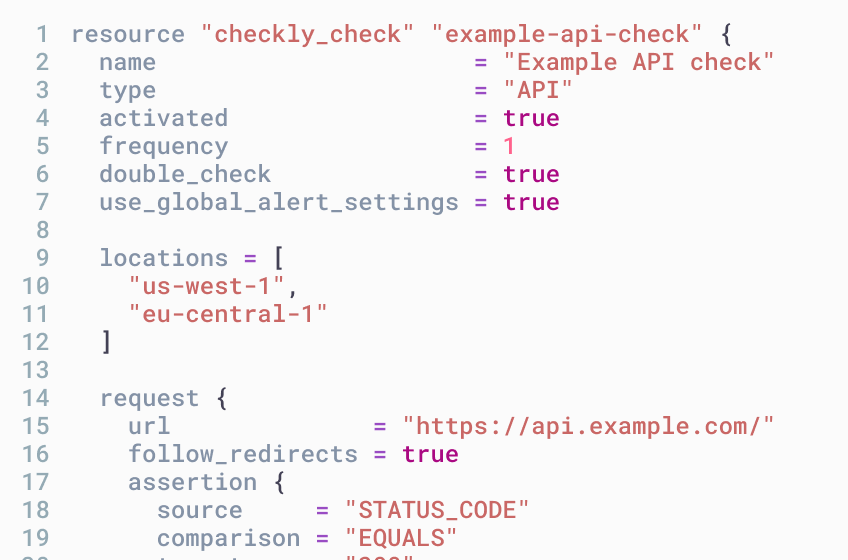 1 resource "checkly_check" "example-api-check" {
2   name                      = "Example API check"
3   type                      = "API"
4   activated                 = true
5   frequency                 = 1
6   double_check              = true
7   use_global_alert_settings = true
8
9   locations = [
10     "us-west-1",
11     "eu-central-1"
12   ]
13
14   request {
15     url              = "https://api.example.com/"
16     follow_redirects = true
17     assertion {
18       source     = "STATUS_CODE"
19       comparison = "EQUALS"